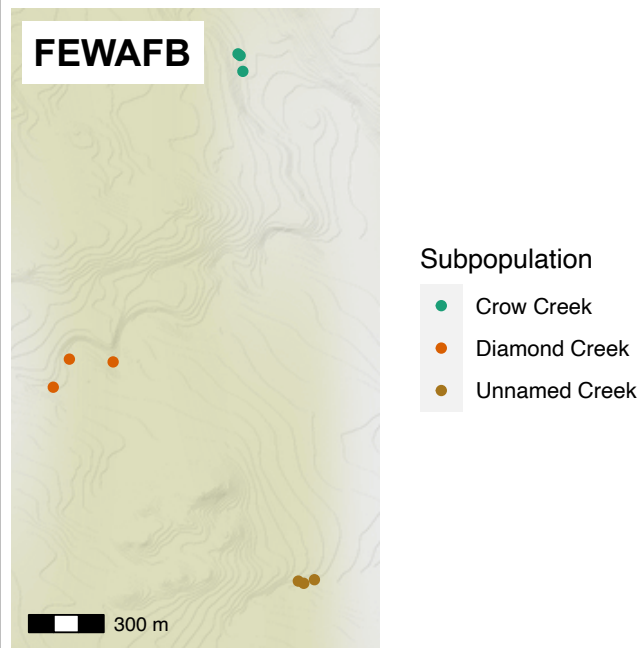 FEWAFB
Subpopulation
Crow Creek
Diamond Creek
Unnamed Creek
300 m